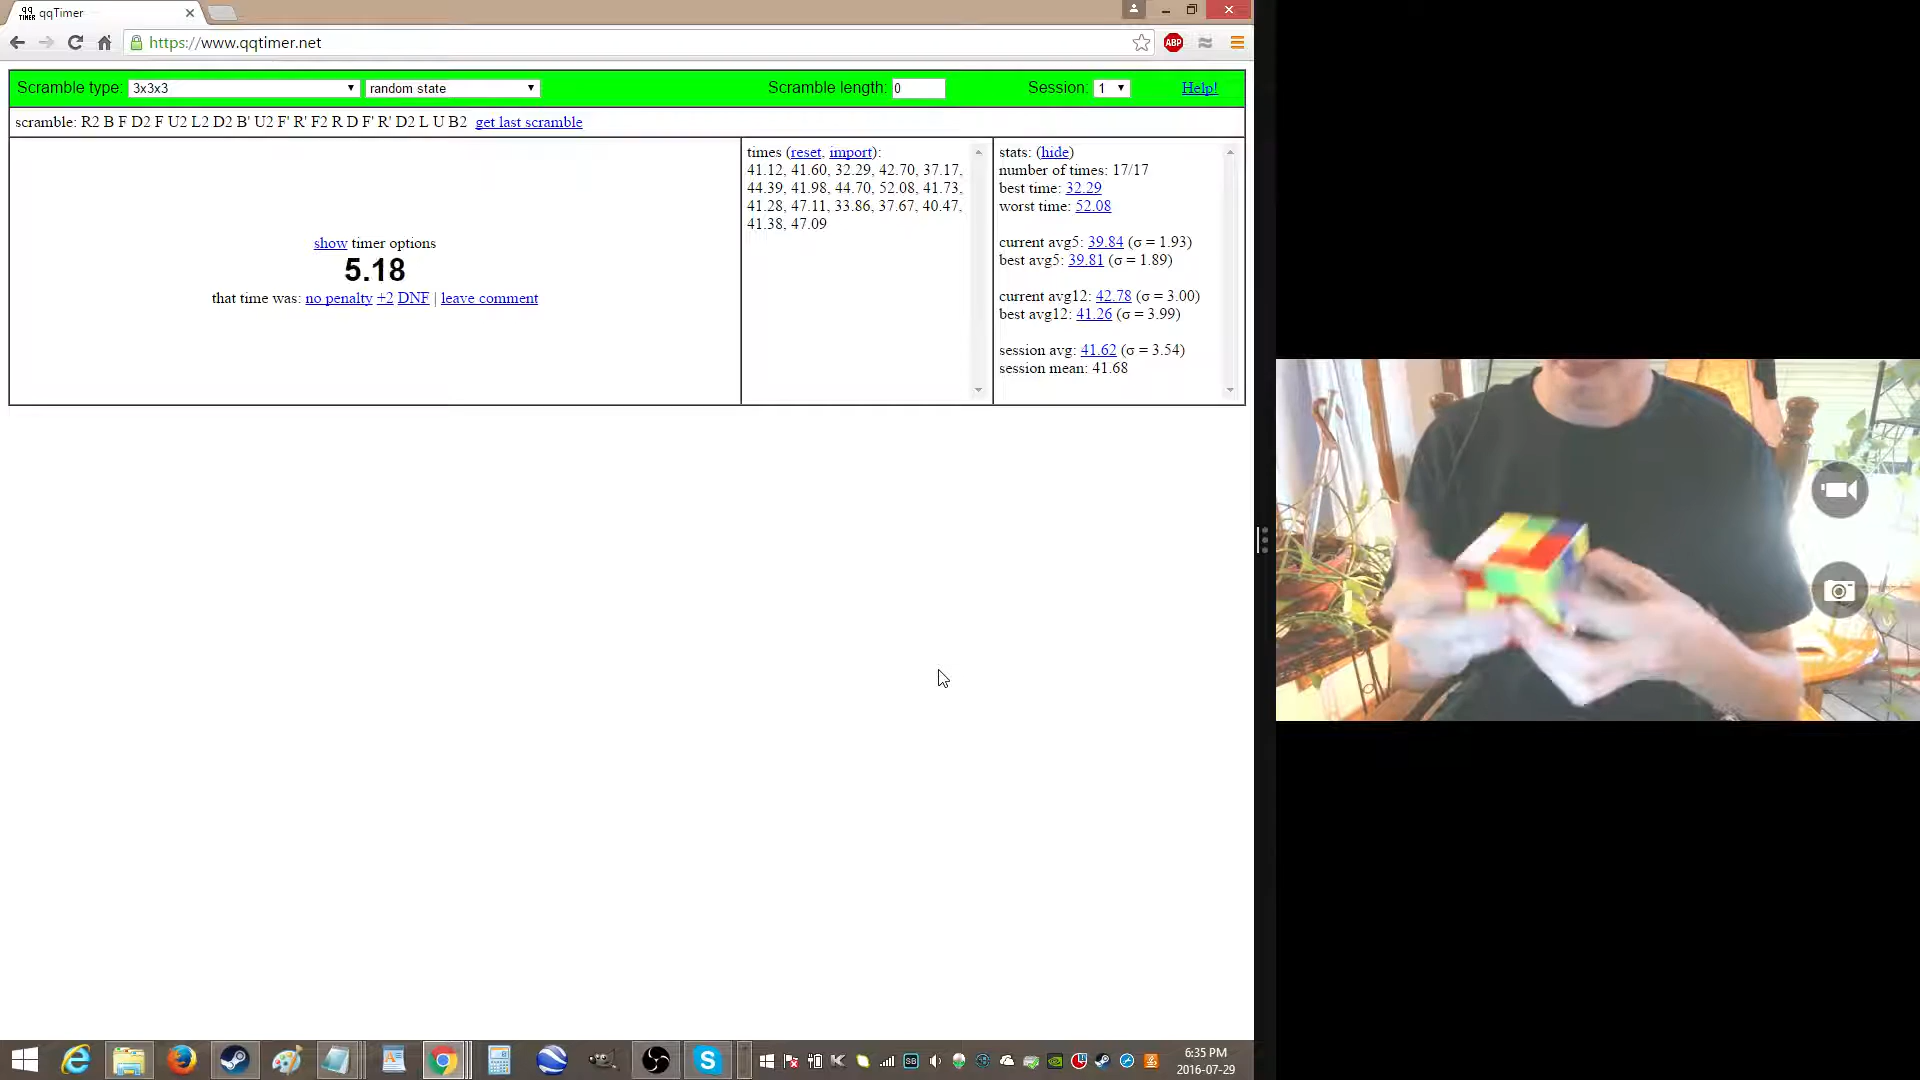 qqTimer
https://www.qqtimer.net
ABP
Scramble type: 3x3x3 random state Scramble length: 0 Session: 1 Help!
scramble: R2 B F D2 F U2 L2 D2 B' U2 F' R' F2 R D F' R' D2 L U B2 get last scramble
show timer options
5.18
that time was: no penalty +2 DNF | leave comment
times (reset, import):
41.12, 41.60, 32.29, 42.70, 37.17,
44.39, 41.98, 44.70, 52.08, 41.73,
41.28, 47.11, 33.86, 37.67, 40.47,
41.38, 47.09
stats: (hide)
number of times: 17/17
best time: 32.29
worst time: 52.08
current avg5: 39.84 (σ = 1.93)
best avg5: 39.81 (σ = 1.89)
current avg12: 42.78 (σ = 3.00)
best avg12: 41.26 (σ = 3.99)
session avg: 41.62 (σ = 3.54)
session mean: 41.68
6:35 PM
2016-07-29